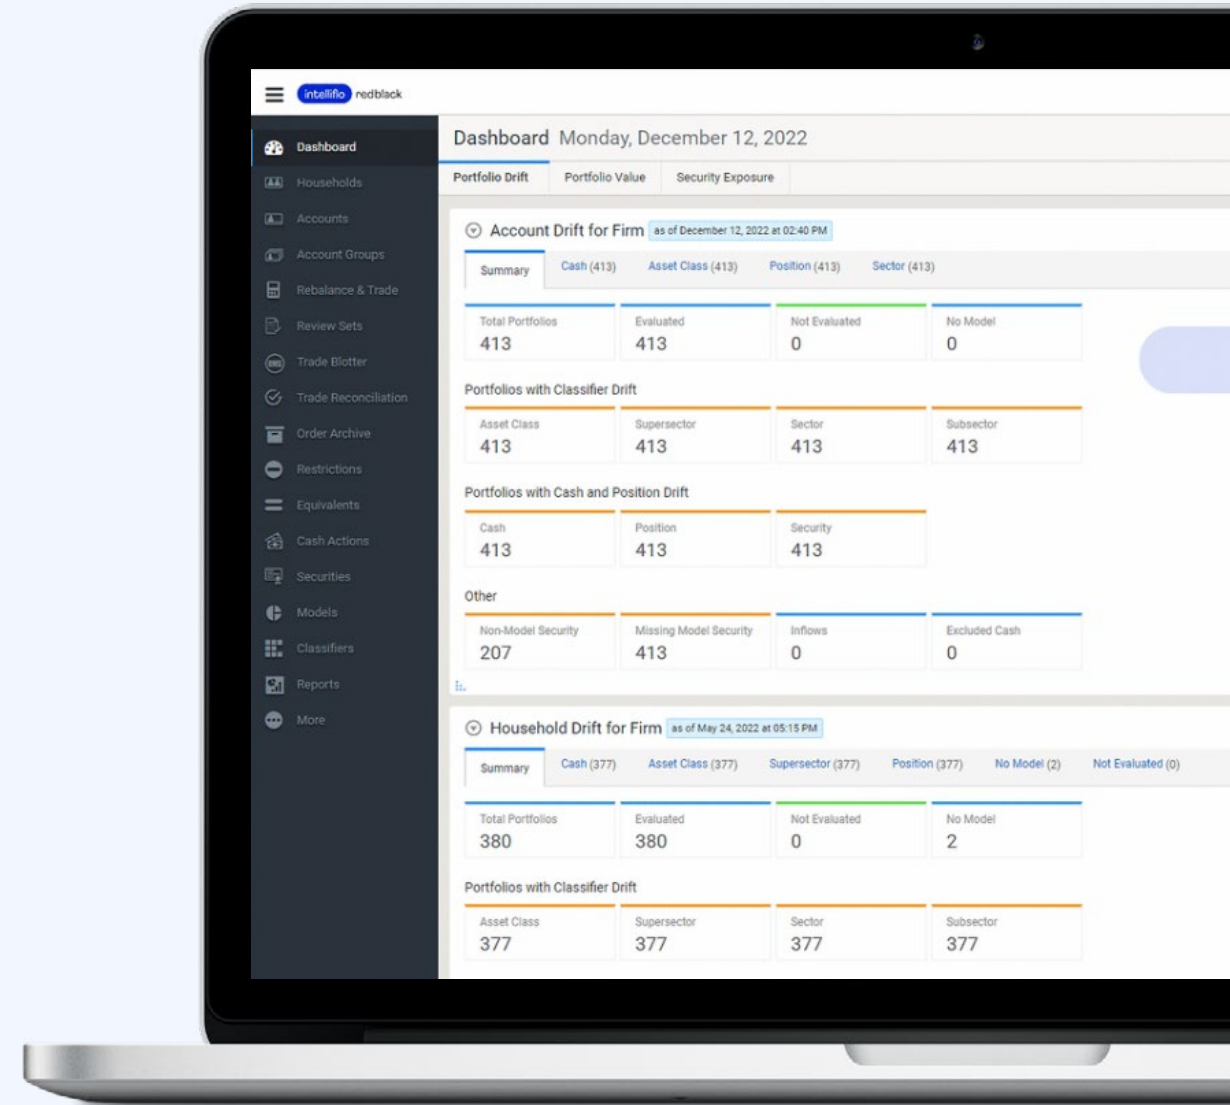 intelliflo redblack
Dashboard
Households
Accounts
Account Groups
Rebalance & Trade
Review Sets
Trade Blotter
Trade Reconciliation
Order Archive
Restrictions
Equivalents
Cash Actions
Securities
Models
Classifiers
Reports
More
Dashboard Monday, December 12, 2022
Portfolio Drift Portfolio Value Security Exposure
Account Drift for Firm as of December 12, 2022 at 02:40 PM
Summary Cash (413) Asset Class (413) Position (413) Sector (413)
Total Portfolios Evaluated Not Evaluated No Model
413 413 0 0
Portfolios with Classifier Drift
Asset Class Supersector Sector Subsector
413 413 413 413
Portfolios with Cash and Position Drift
Cash Position Security
413 413 413
Other
Non-Model Security Missing Model Security Inflows Excluded Cash
207 413 0 0
Household Drift for Firm as of May 24, 2022 at 05:15 PM
Summary Cash (377) Asset Class (377) Supersector (377) Position (377) No Model (2) Not Evaluated (0)
Total Portfolios Evaluated Not Evaluated No Model
380 380 0 2
Portfolios with Classifier Drift
Asset Class Supersector Sector Subsector
377 377 377 377